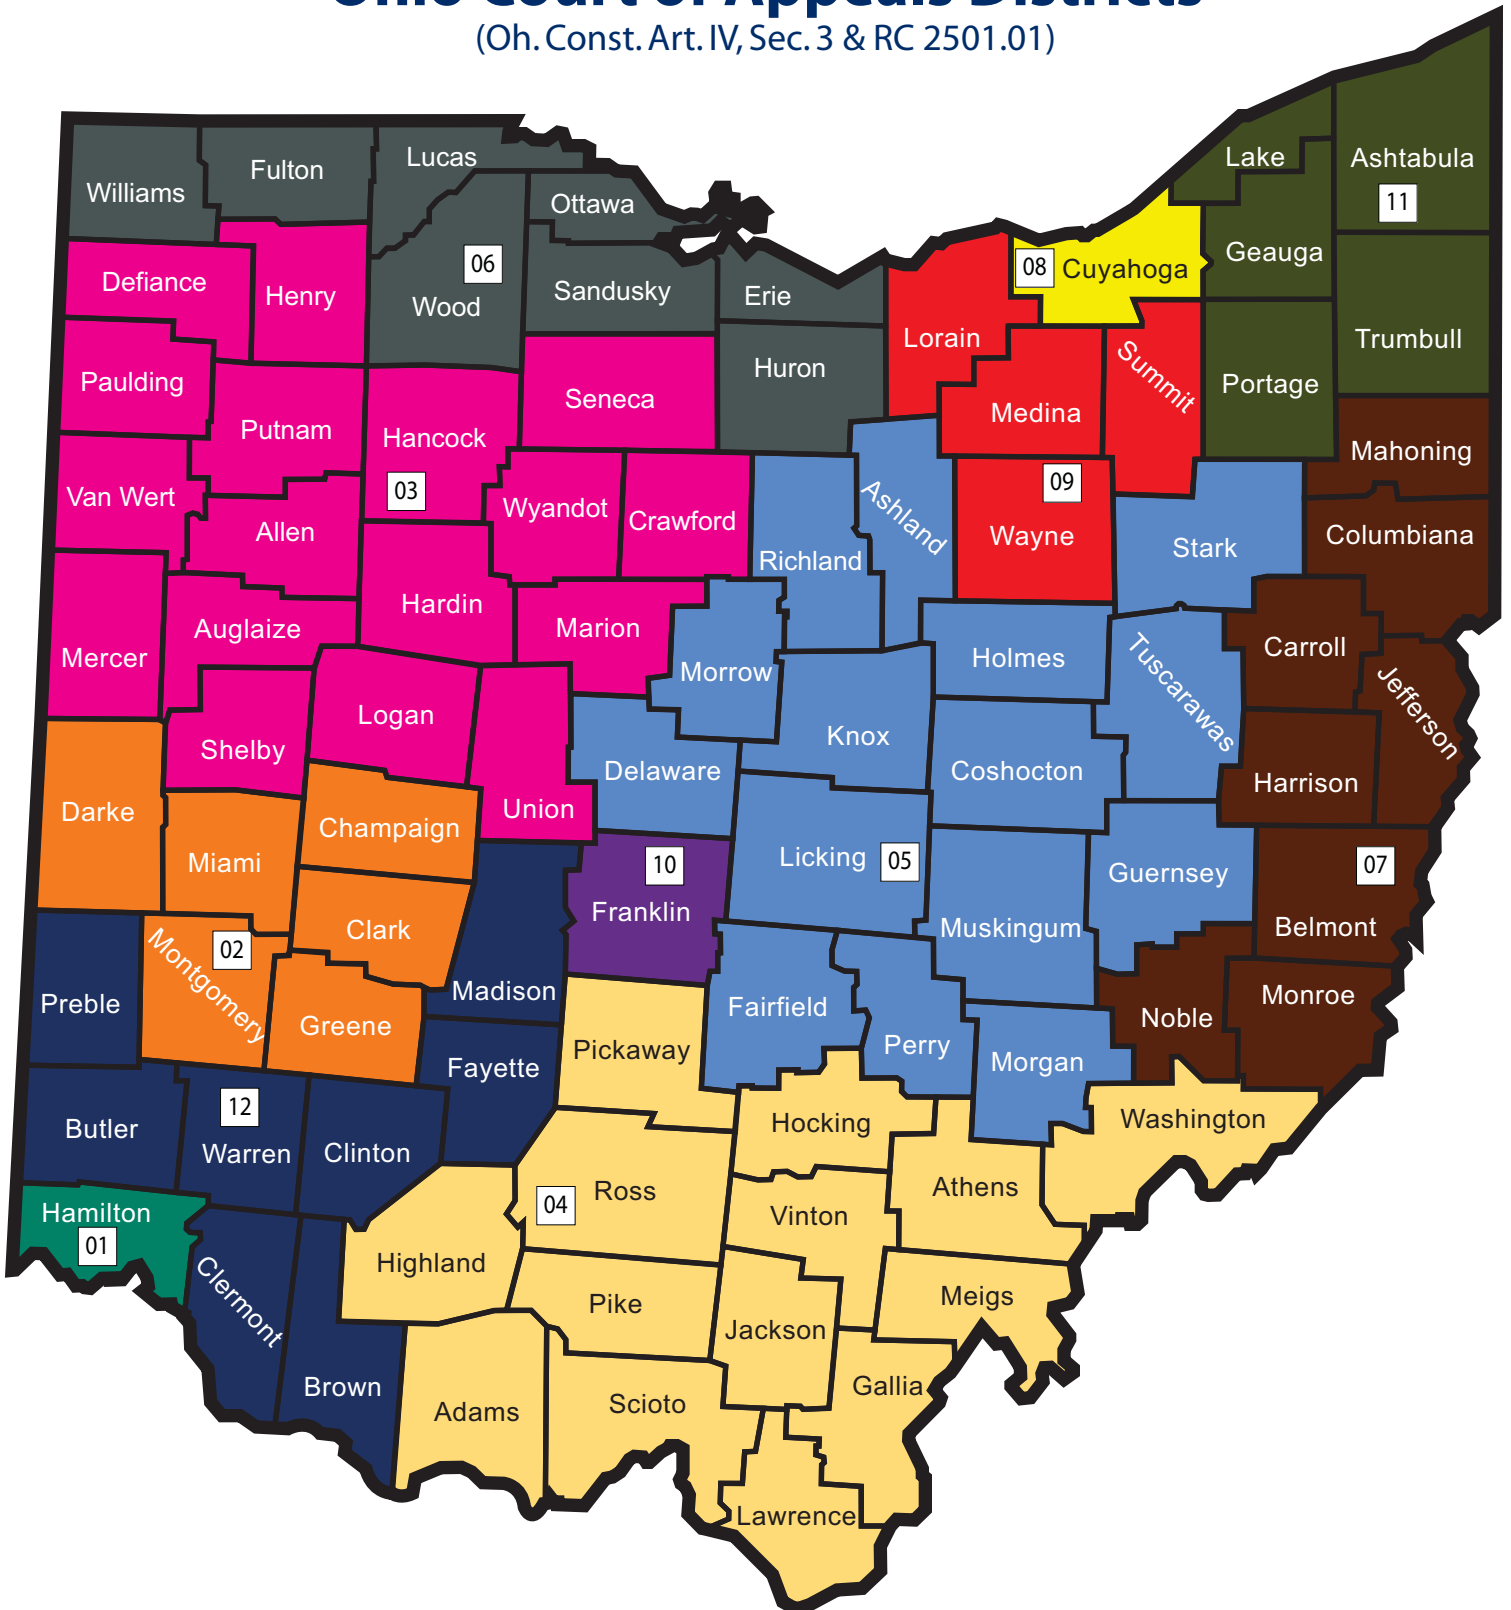 Ohio Court of Appeals Districts
(Oh. Const. Art. IV, Sec. 3 & RC 2501.01)
Williams
Fulton
Lucas
Ottawa
Lake
Ashtabula
11
Defiance
Henry
06
Wood
Sandusky
Erie
Lorain
08
Cuyahoga
Geauga
Trumbull
Paulding
Putnam
Hancock
03
Seneca
Huron
Medina
Summit
Portage
Mahoning
Van Wert
Allen
Wyandot
Crawford
Richland
Ashland
09
Wayne
Stark
Columbiana
Mercer
Auglaize
Hardin
Marion
Morrow
Holmes
Tuscarawas
Carroll
Jefferson
Shelby
Logan
Union
Delaware
Knox
Coshocton
Harrison
Darke
Miami
Champaign
10
Franklin
Licking
05
Guernsey
07
Belmont
Preble
Montgomery
02
Clark
Madison
Fairfield
Muskingum
Noble
Monroe
Greene
Fayette
Pickaway
Perry
Morgan
Butler
12
Warren
Clinton
Hocking
Washington
Hamilton
01
Highland
04
Ross
Vinton
Athens
Clermont
Brown
Adams
Pike
Jackson
Meigs
Scioto
Gallia
Lawrence